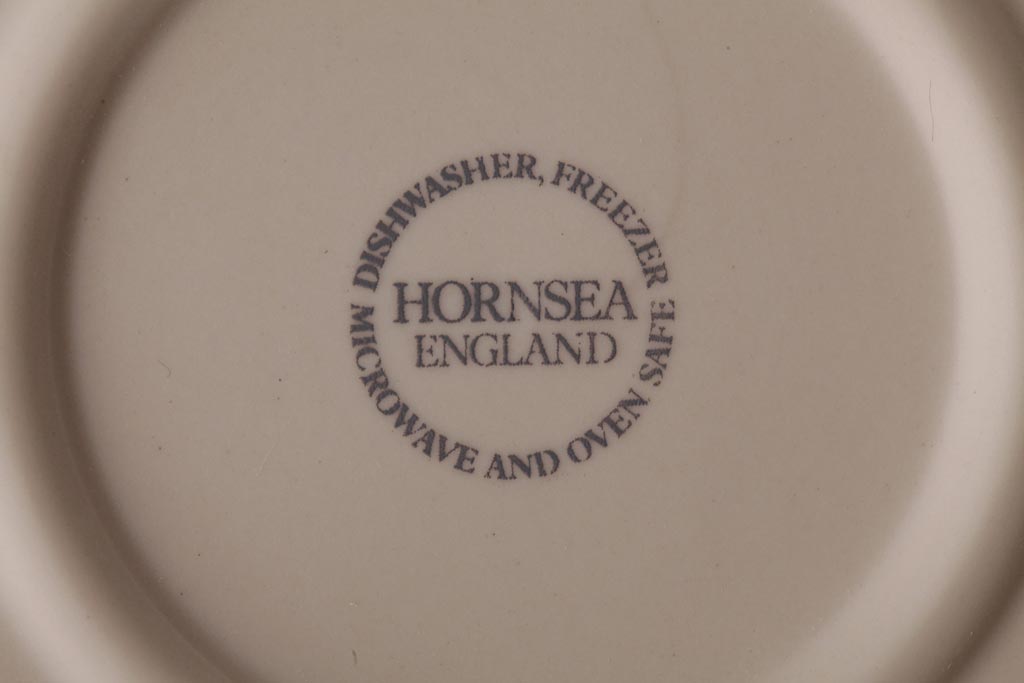 DISHWASHER, FREEZER
HORNSEA
ENGLAND
MICROWAVE AND OVEN SAFE